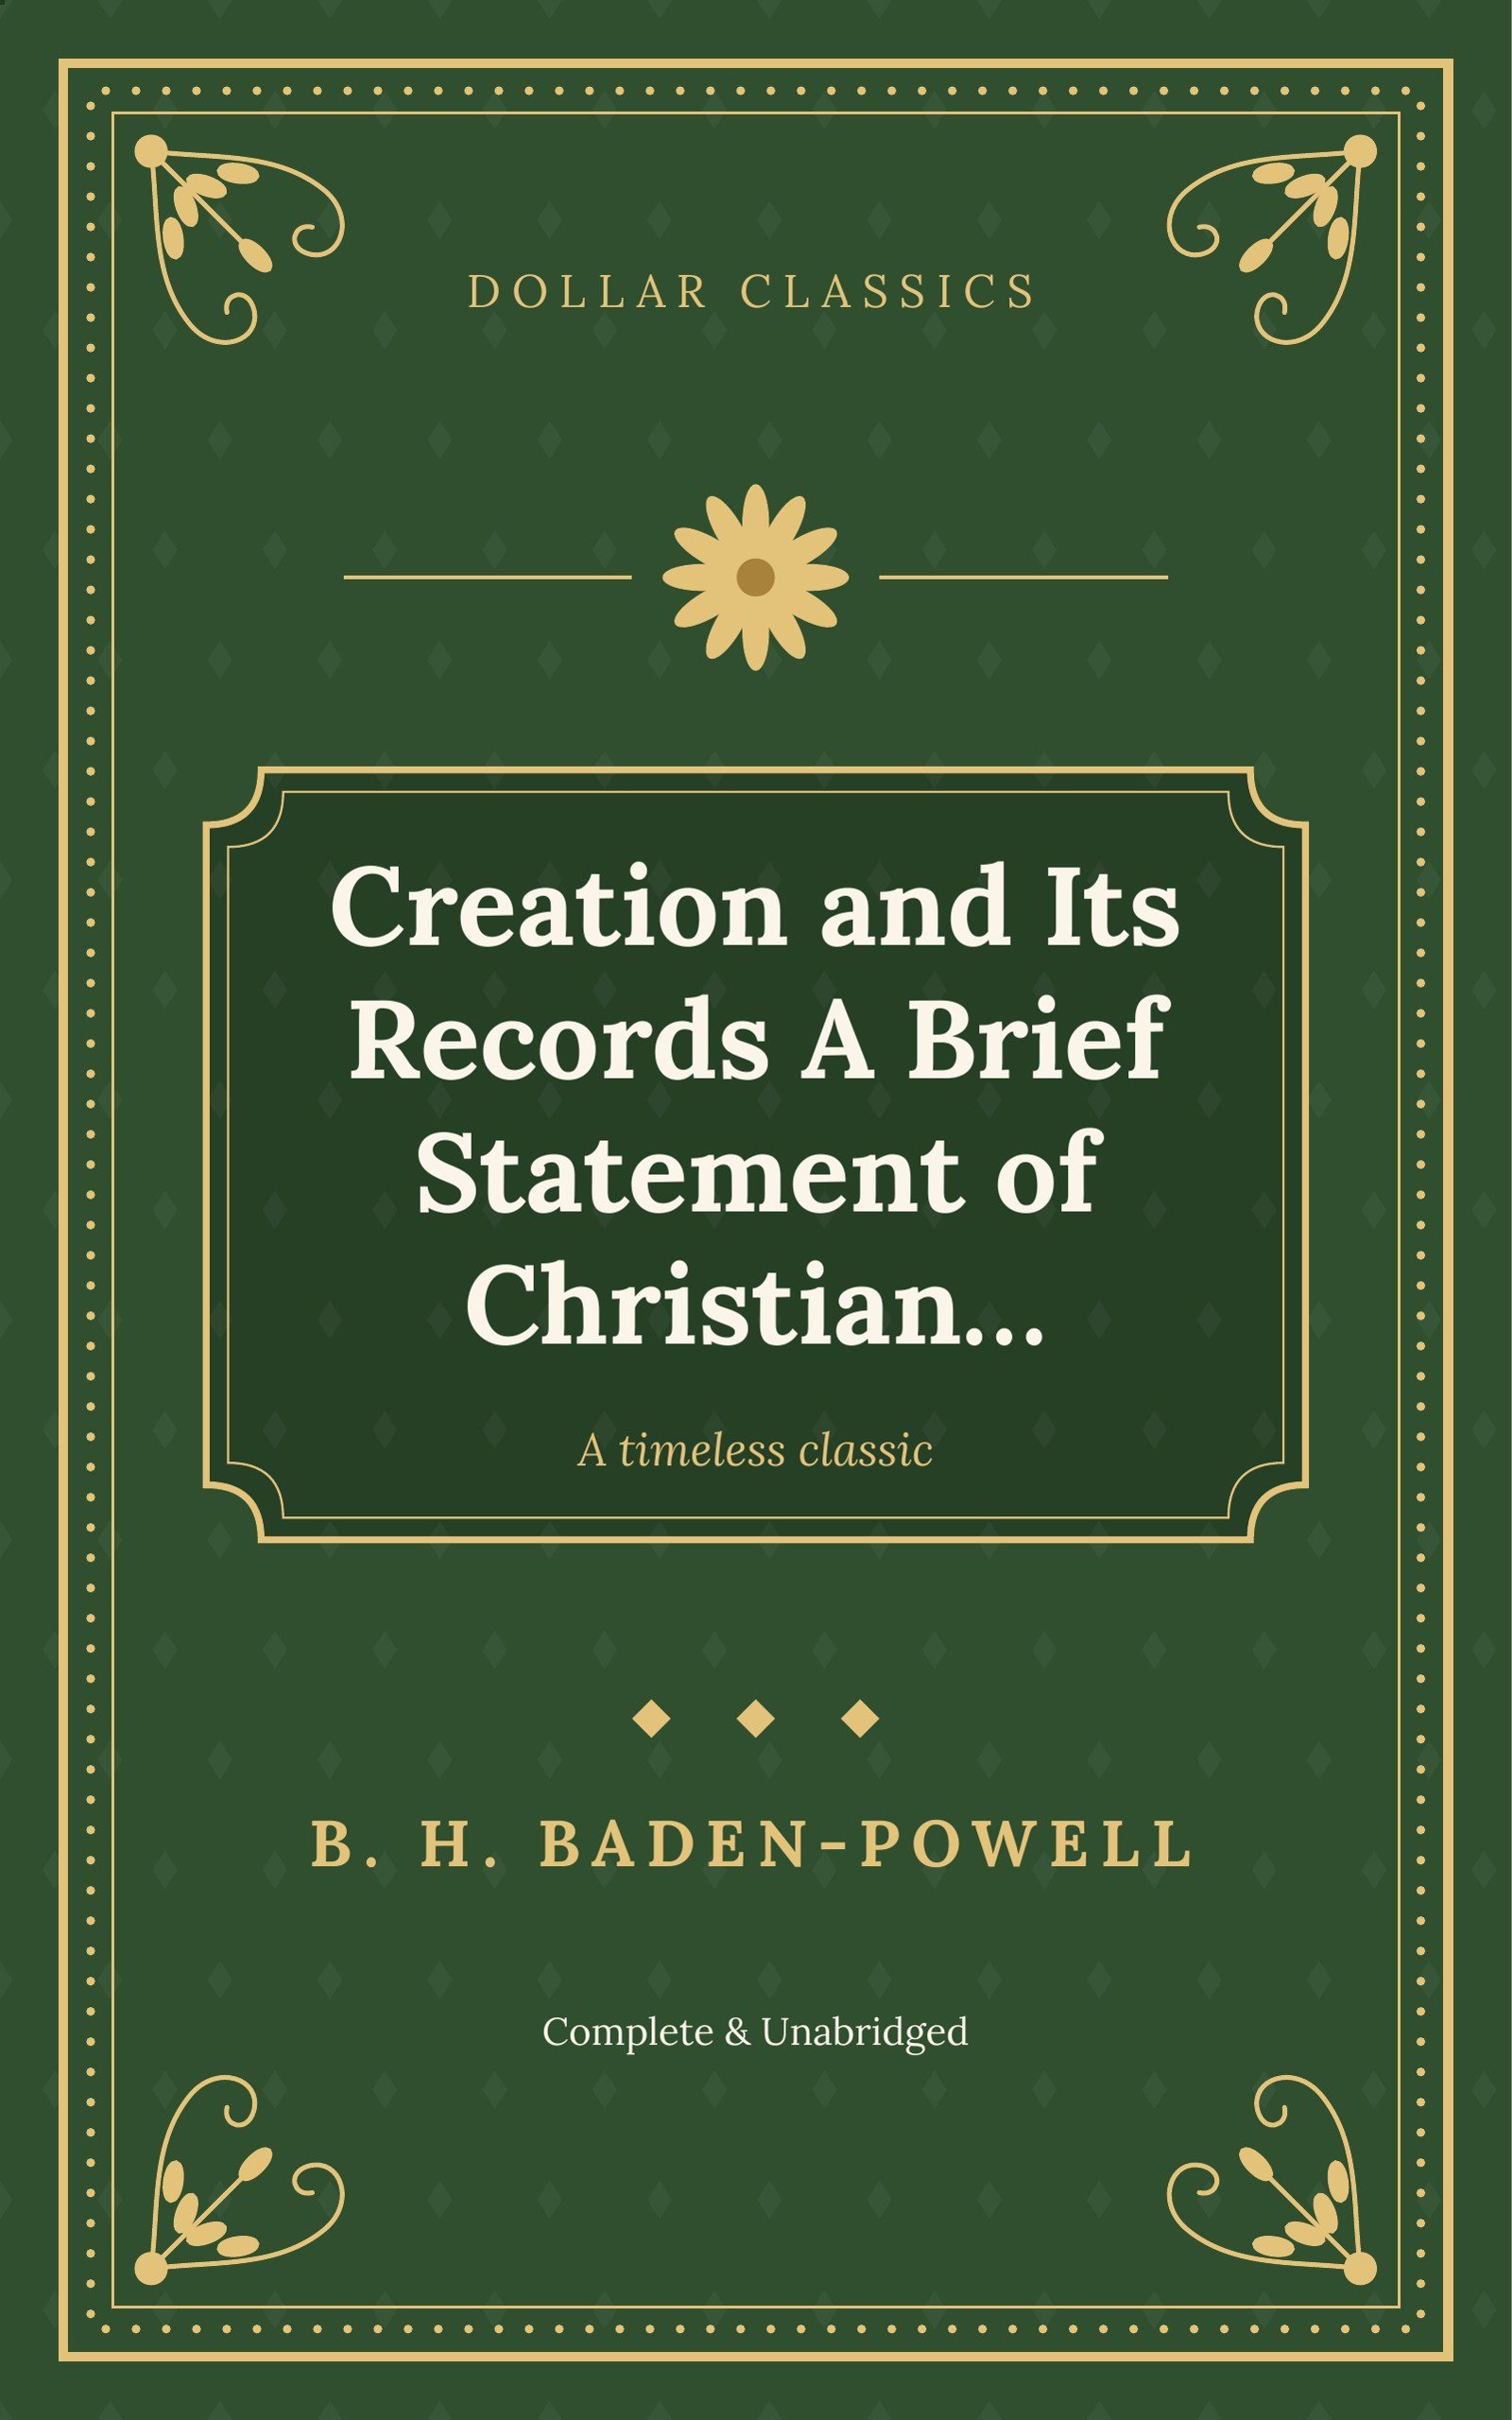 DOLLAR CLASSICS
Creation and Its
Records A Brief
Statement of
Christian...
A timeless classic
B. H. BADEN-POWELL
Complete & Unabridged